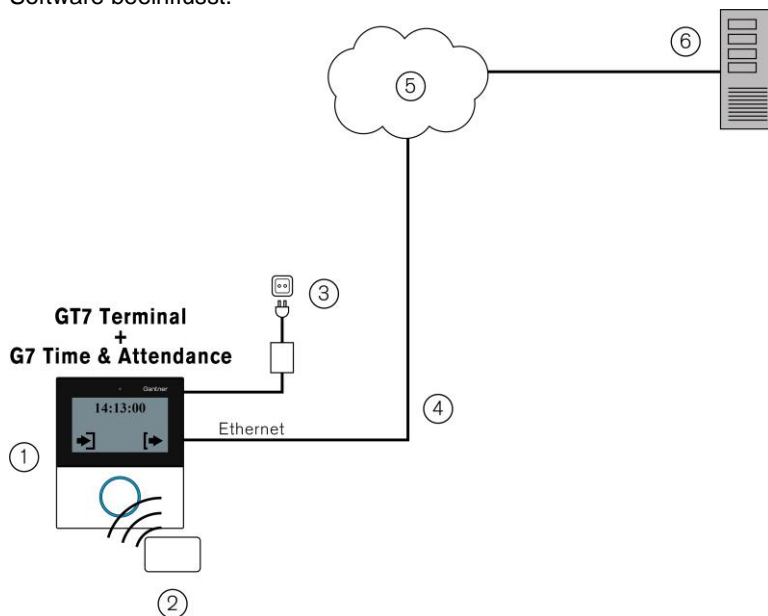 Software beeinflusst.
6
5
3
GT7 Terminal
+
G7 Time & Attendance
Gantner
14:13:00
Ethernet
4
1
2